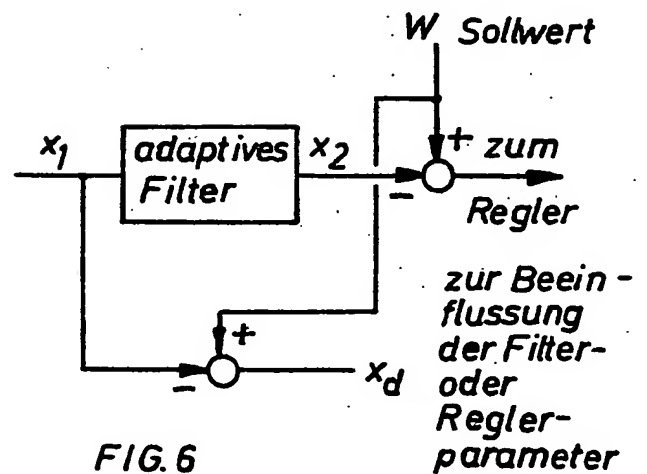 W Sollwert
x1
adaptives
Filter
x2
+ zum
-
Regler
+
-
xd
zur Beein-
flussung
der Filter-
oder
Regler-
parameter
FIG. 6